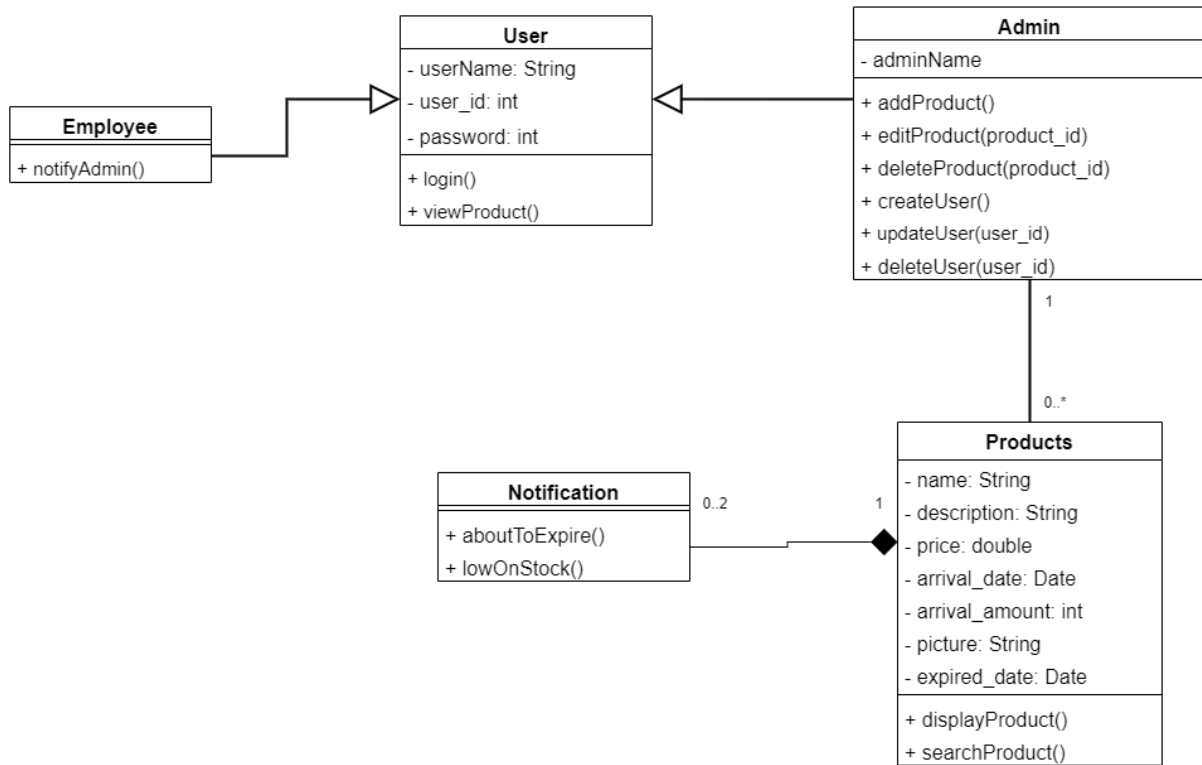 User
- userName: String
- user_id: int
- password: int
+ login()
+ viewProduct()
Admin
- adminName
+ addProduct()
+ editProduct(product_id)
+ deleteProduct(product_id)
+ createUser()
+ updateUser(user_id)
+ deleteUser(user_id)
Employee
+ notifyAdmin()
1
0..*
Products
- name: String
- description: String
- price: double
- arrival_date: Date
- arrival_amount: int
- picture: String
- expired_date: Date
+ displayProduct()
+ searchProduct()
Notification
+ aboutToExpire()
+ lowOnStock()
0..2
1